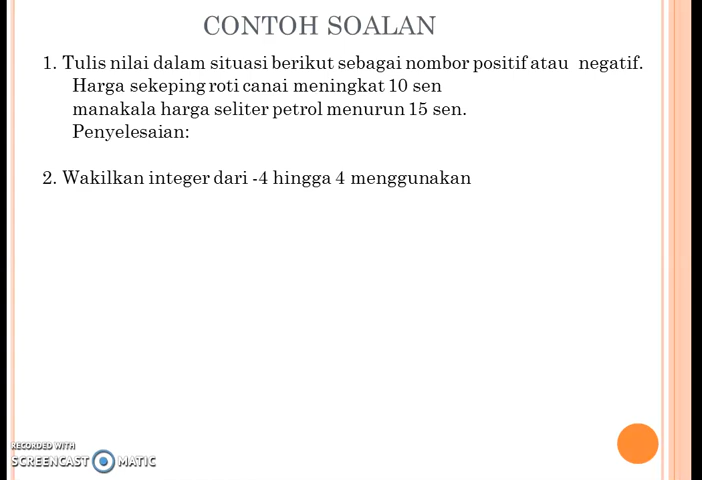 CONTOH SOALAN
1. Tulis nilai dalam situasi berikut sebagai nombor positif atau negatif.
Harga sekeping roti canai meningkat 10 sen
manakala harga seliter petrol menurun 15 sen.
Penyelesaian:
2. Wakilkan integer dari -4 hingga 4 menggunakan
RECORDED WITH
SCREENCAST MATIC